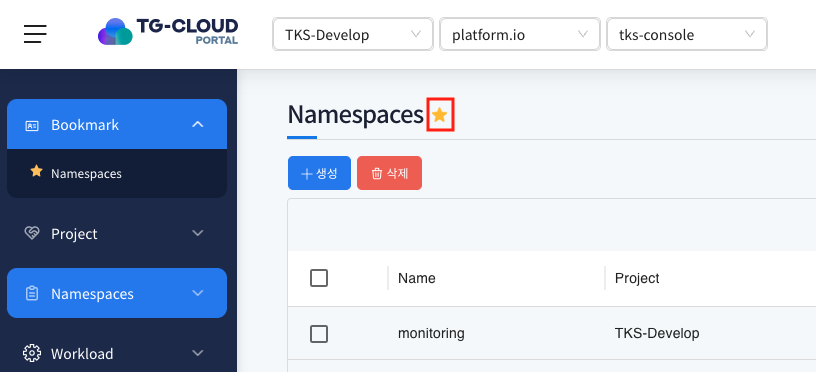 TG-CLOUD
PORTAL
TKS-Develop platform.io tks-console
Bookmark
Namespaces
Project
Namespaces
Workload
Namespaces
생성 삭제
Name Project
monitoring TKS-Develop